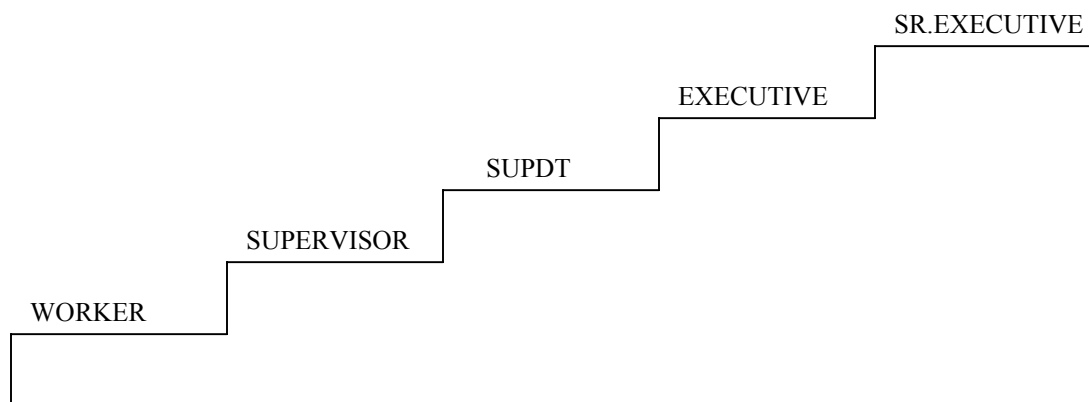 SR.EXECUTIVE
EXECUTIVE
SUPDT
SUPERVISOR
WORKER